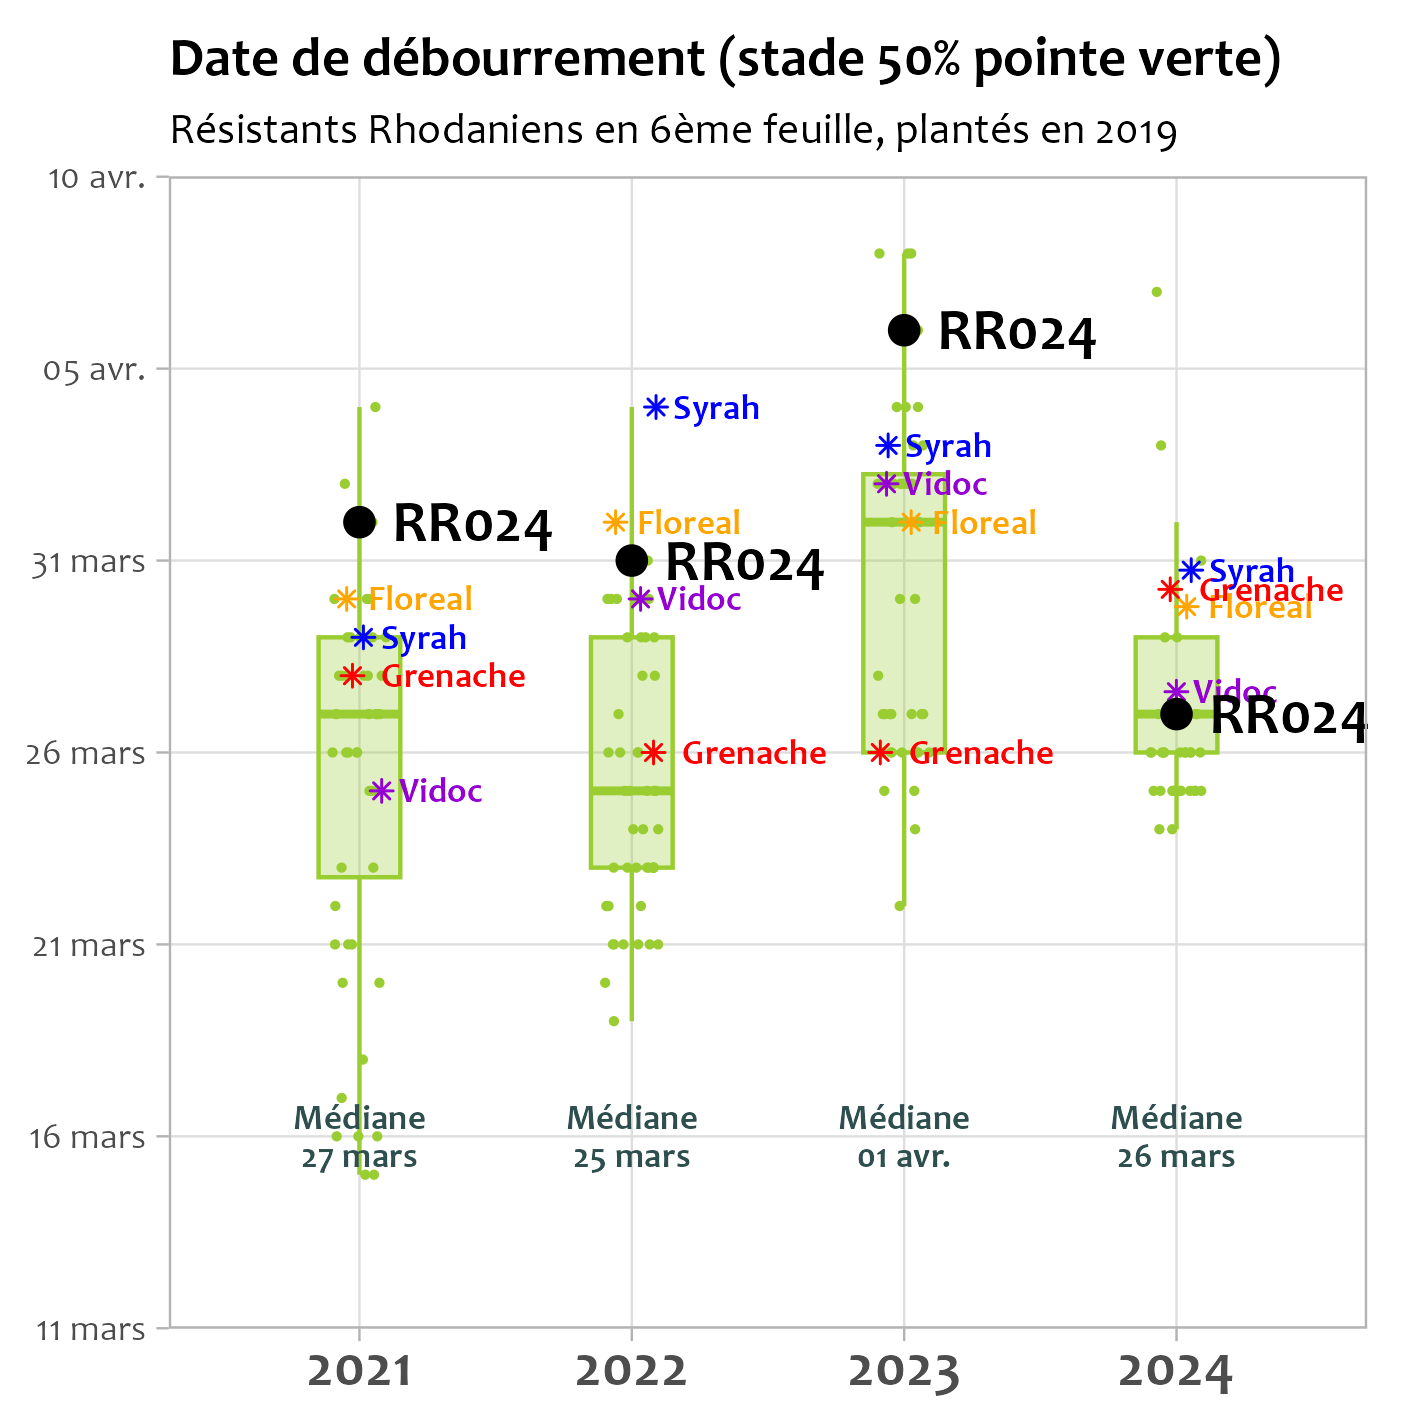 Date de débourrement (stade 50% pointe verte)
Résistants Rhodaniens en 6ème feuille, plantés en 2019
10 avr.
05 avr.
31 mars
26 mars
21 mars
16 mars
11 mars
RR024
Floreal
Syrah
Grenache
Vidoc
Médiane
27 mars
Syrah
Floreal
RR024
Vidoc
Grenache
Médiane
25 mars
RR024
Syrah
Vidoc
Floreal
Grenache
Médiane
01 avr.
Syrah
Grenache
Floreal
Vidoc
RR024
Médiane
26 mars
2021
2022
2023
2024